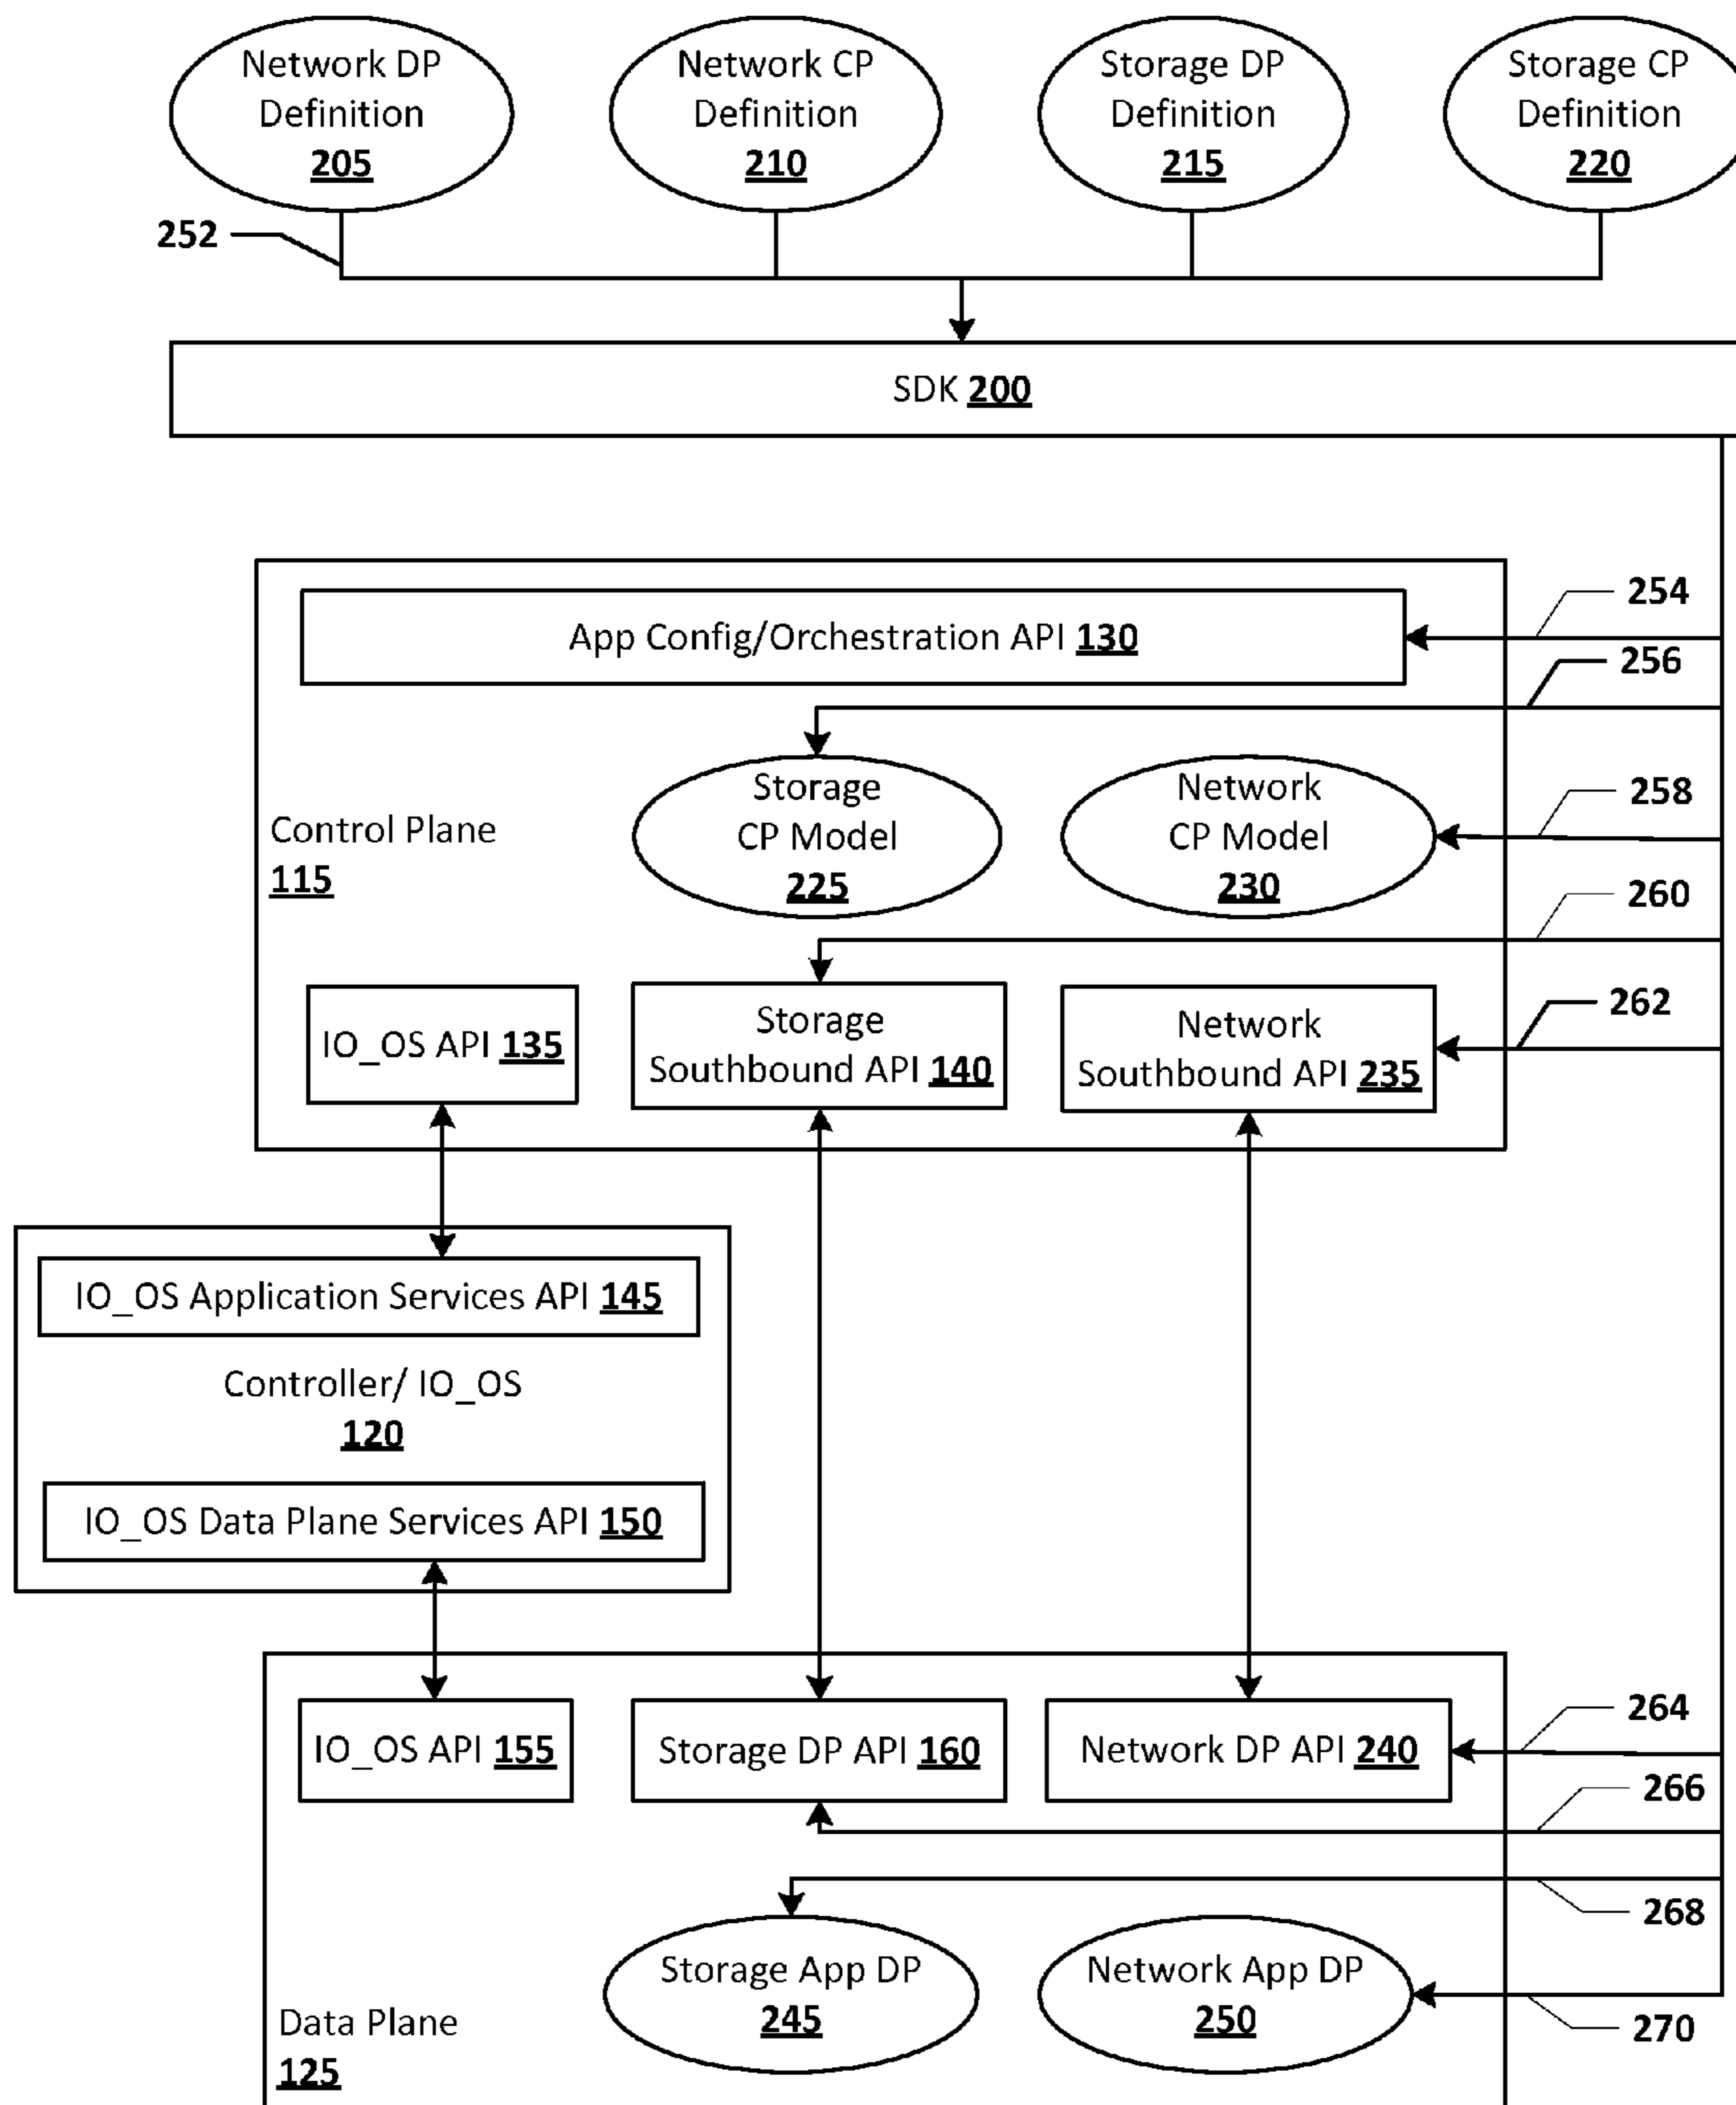 Network DP
Definition
205
Network CP
Definition
210
Storage DP
Definition
215
Storage CP
Definition
220
252
SDK 200
254
App Config/Orchestration API 130
256
Storage
CP Model
225
Network
CP Model
230
258
Control Plane
115
260
IO_OS API 135
Storage
Southbound API 140
Network
Southbound API 235
262
IO_OS Application Services API 145
Controller/ IO_OS
120
IO_OS Data Plane Services API 150
IO_OS API 155
Storage DP API 160
Network DP API 240
264
266
268
Storage App DP
245
Network App DP
250
270
Data Plane
125